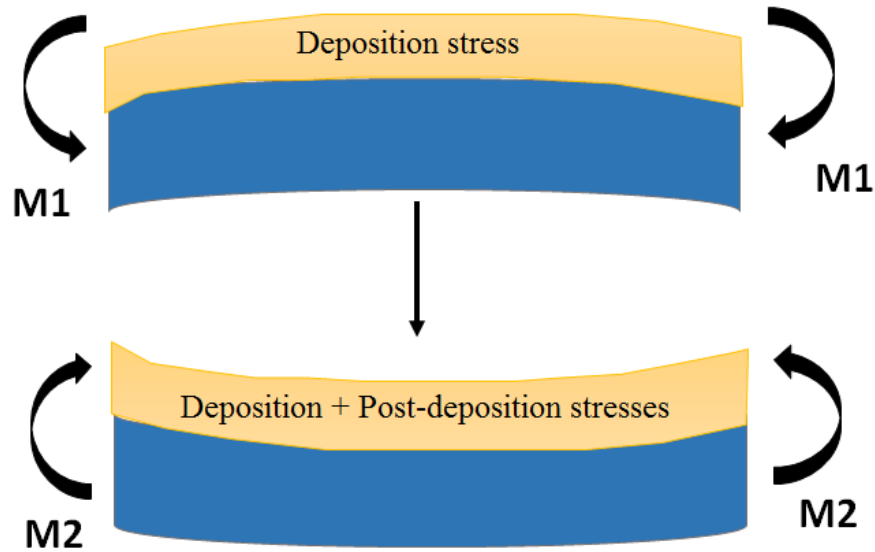 Deposition stress
M1
M1
Deposition + Post-deposition stresses
M2
M2